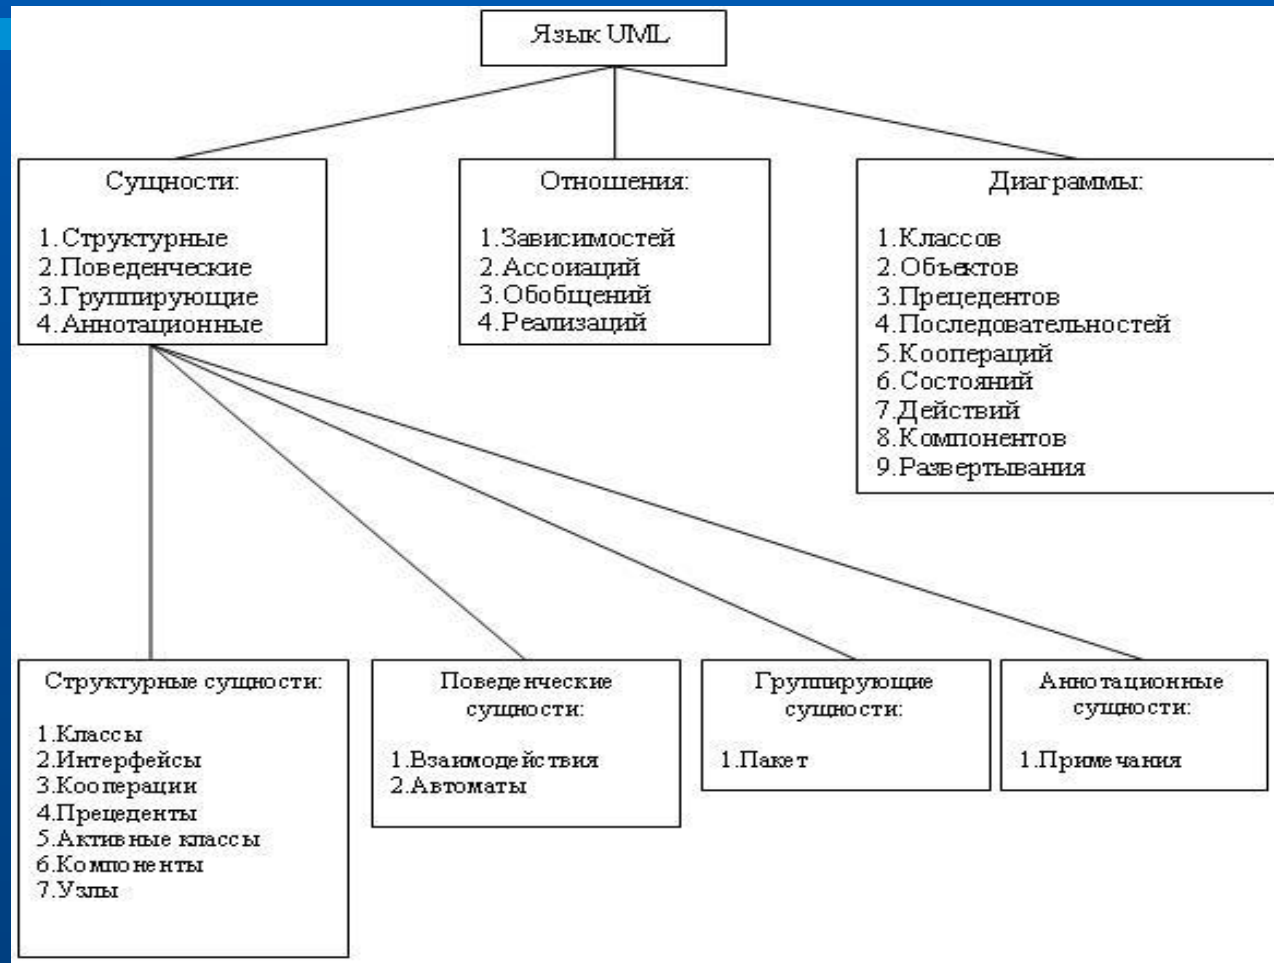 Язык UML
Сущности:
1.Структурные
2.Поведенческие
3.Группирующие
4.Аннотационные
Отношения:
1.Зависимостей
2.Ассоиаций
3.Обобщений
4.Реализаций
Диаграммы:
1.Классов
2.Объектов
3.Прецедентов
4.Последовательностей
5.Коопераций
6.Состояний
7.Действий
8.Компонентов
9.Развертывания
Структурные сущности:
1.Классы
2.Интерфейсы
3.Кооперации
4.Прецеденты
5.Активные классы
6.Компоненты
7.Узлы
Поведенческие
сущности:
1.Взаимодействия
2.Автоматы
Группирующие
сущности:
1.Пакет
Аннотационные
сущности:
1.Примечания